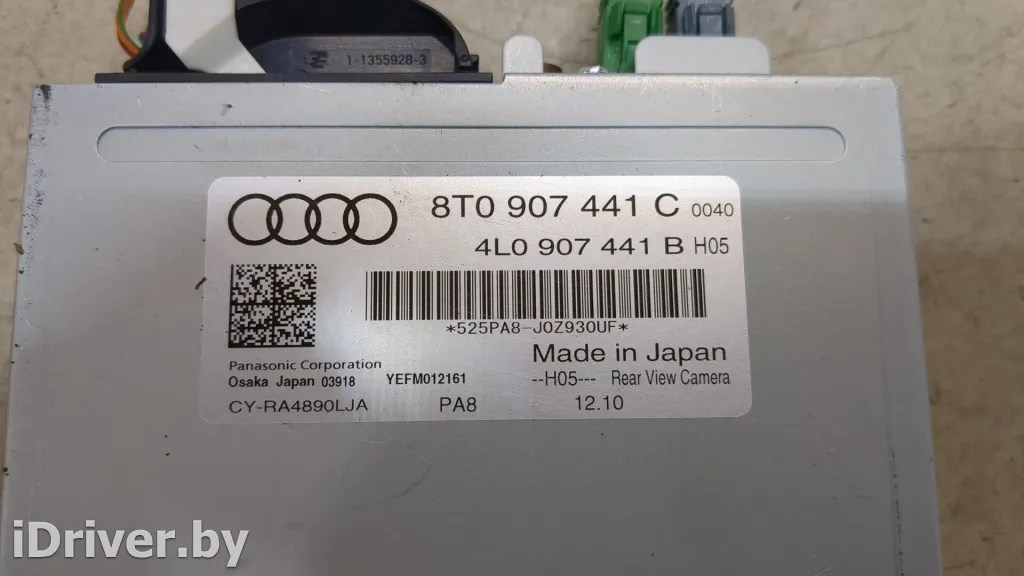 1-1355928-3
8T0 907 441 C 0040
4L0 907 441 B H05
*525PA8-J0Z930UF*
Made in Japan
Panasonic Corporation
Osaka Japan 03918 YEFM012161
--H05--- Rear View Camera
CY-RA4890LJA PA8 12.10
iDriver.by